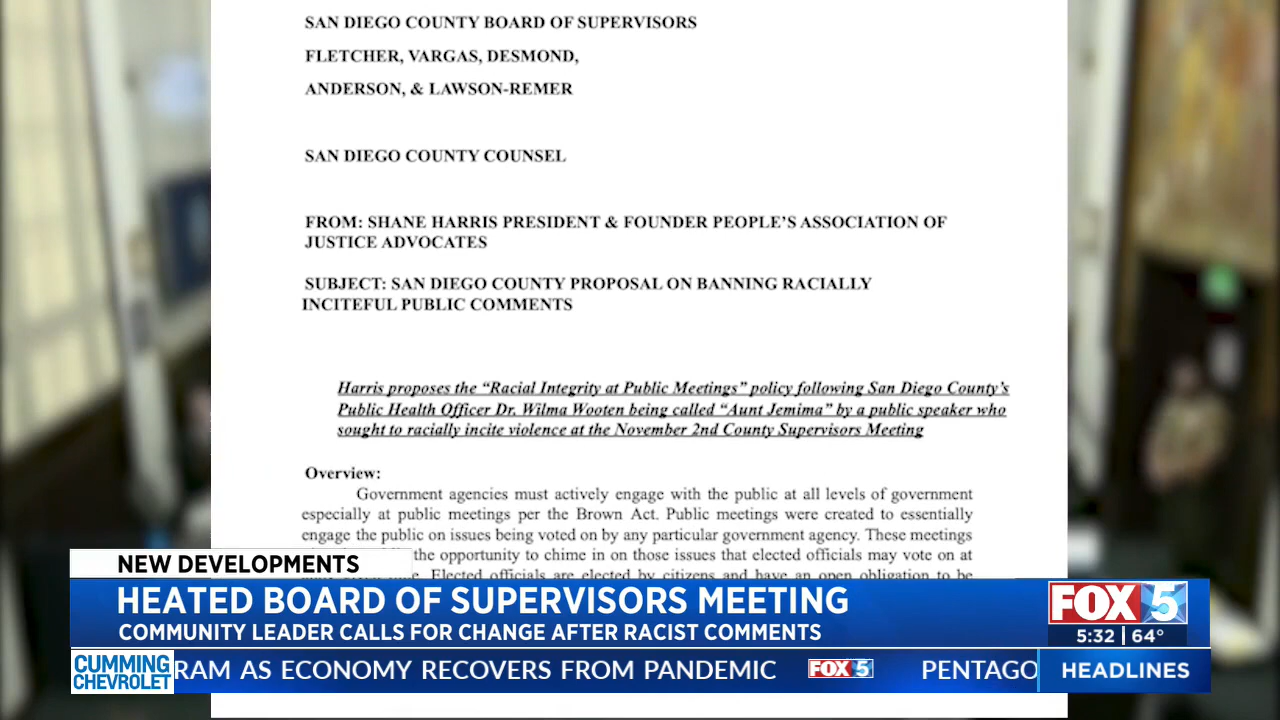 SAN DIEGO COUNTY BOARD OF SUPERVISORS
FLETCHER, VARGAS, DESMOND,
ANDERSON, & LAWSON-REMER
SAN DIEGO COUNTY COUNSEL
FROM: SHANE HARRIS PRESIDENT & FOUNDER PEOPLE'S ASSOCIATION OF
JUSTICE ADVOCATES
SUBJECT: SAN DIEGO COUNTY PROPOSAL ON BANNING RACIALLY
INCITEFUL PUBLIC COMMENTS
Harris proposes the “Racial Integrity at Public Meetings” policy following San Diego County's
Public Health Officer Dr. Wilma Wooten being called “Aunt Jemima” by a public speaker who
sought to racially incite violence at the November 2nd County Supervisors Meeting
Overview:
Government agencies must actively engage with the public at all levels of government
especially at public meetings per the Brown Act. Public meetings were created to essentially
engage the public on issues being voted on by any particular government agency. These meetings
the opportunity to chime in on those issues that elected officials may vote on at
Elected officials are elected by citizens and have an open obligation to be
NEW DEVELOPMENTS
HEATED BOARD OF SUPERVISORS MEETING
COMMUNITY LEADER CALLS FOR CHANGE AFTER RACIST COMMENTS
FOX 5
5:32 | 64°
CUMMING
CHEVROLET
RAM AS ECONOMY RECOVERS FROM PANDEMIC FOX 5 PENTAGO
HEADLINES